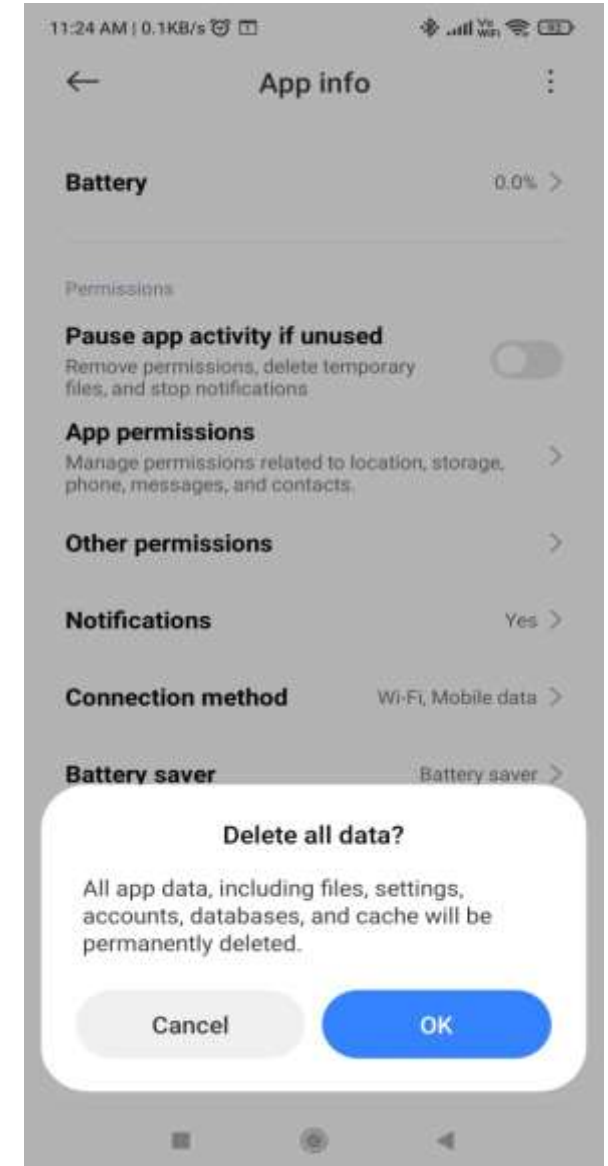 11:24 AM | 0.1KB/s
Vo WiFi
App info
Battery 0.0%
Permissions
Pause app activity if unused
Remove permissions, delete temporary
files, and stop notifications
App permissions
Manage permissions related to location, storage,
phone, messages, and contacts.
Other permissions
Notifications Yes
Connection method Wi-Fi, Mobile data
Battery saver Battery saver
Delete all data?
All app data, including files, settings,
accounts, databases, and cache will be
permanently deleted.
Cancel OK